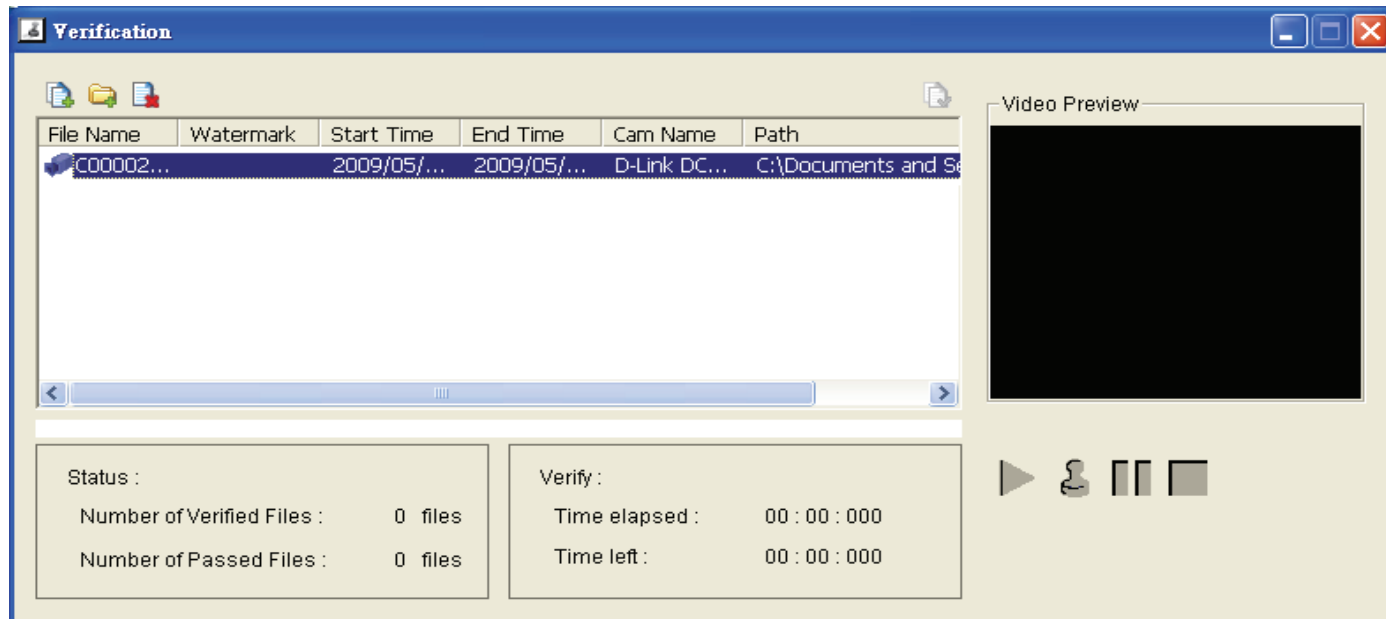 Verification
Video Preview
File Name Watermark Start Time End Time Cam Name Path
C00002... 2009/05/... 2009/05/... D-Link DC... C:\Documents and Se
Status :
Number of Verified Files : 0 files
Number of Passed Files : 0 files
Verify :
Time elapsed : 00 : 00 : 000
Time left : 00 : 00 : 000